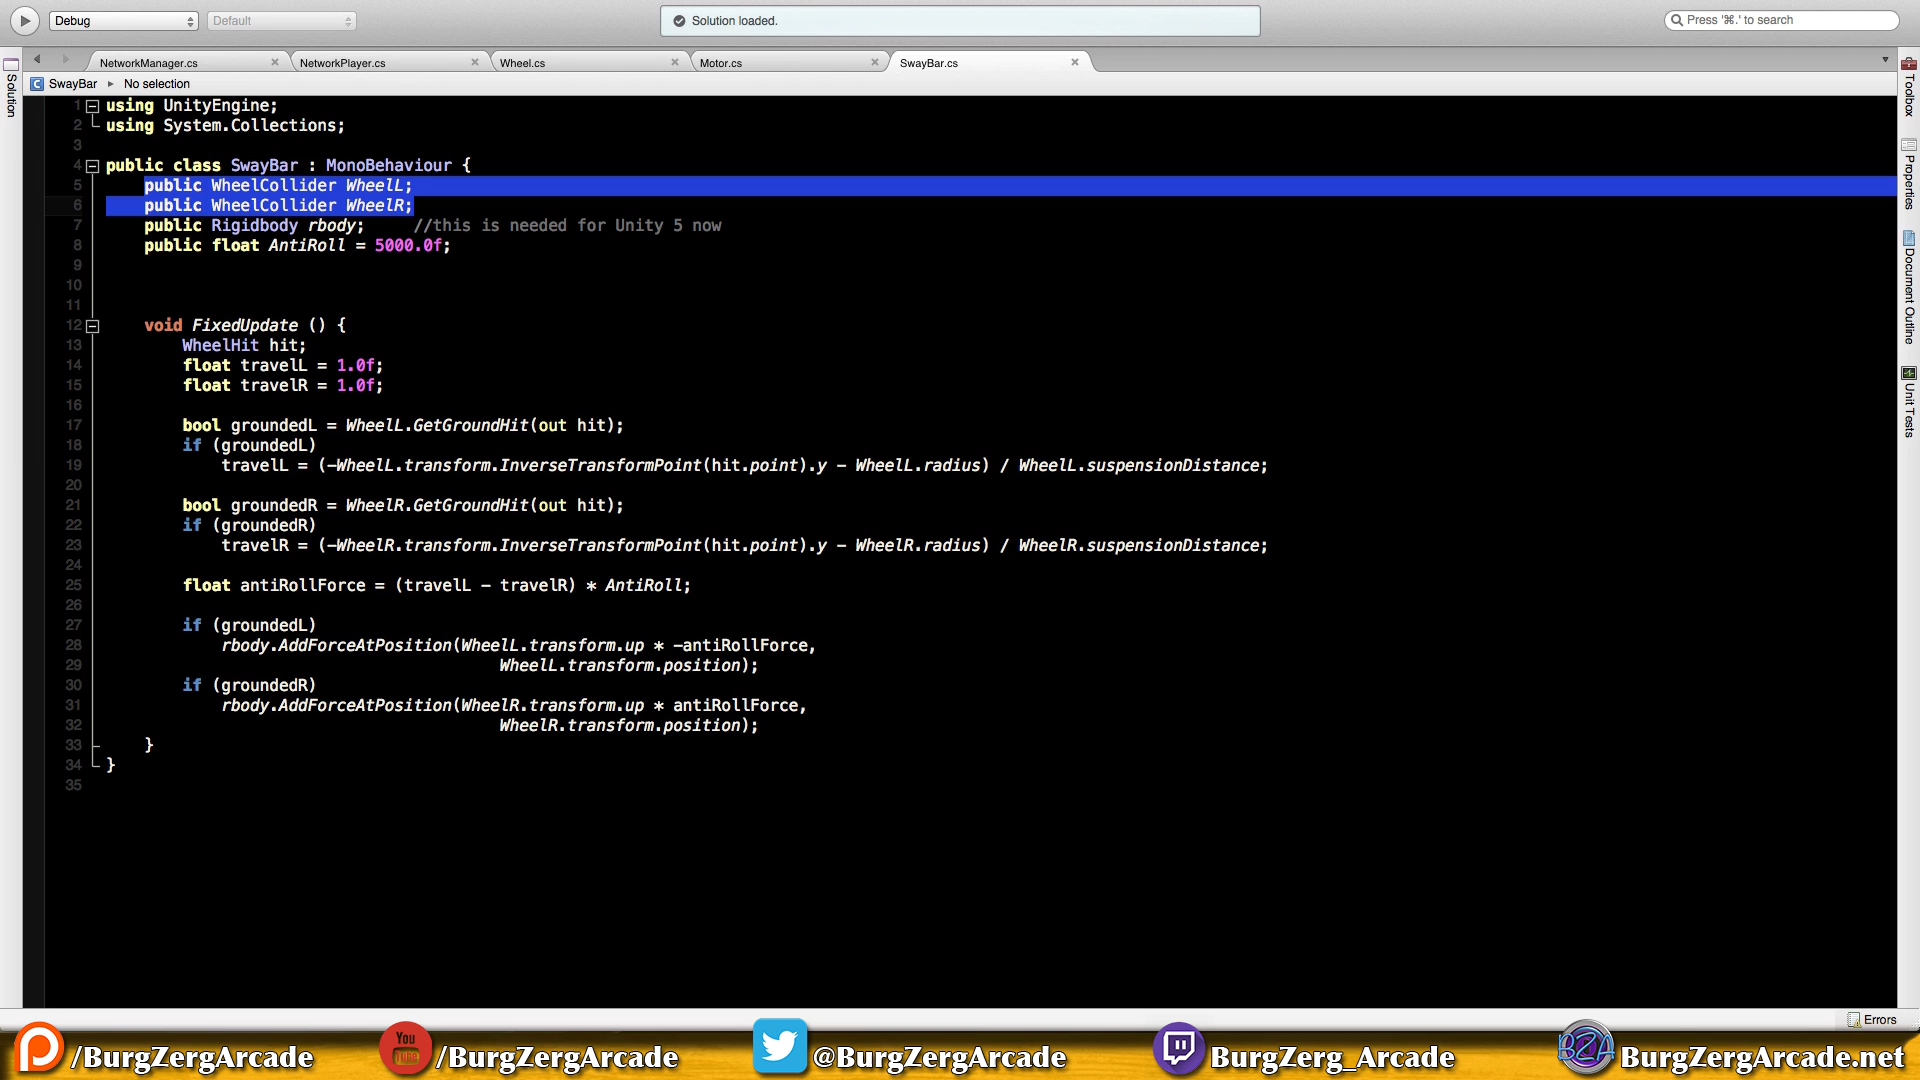 Debug
Default
Solution loaded.
Press '⌘.' to search
NetworkManager.cs
NetworkPlayer.cs
Wheel.cs
Motor.cs
SwayBar.cs
SwayBar
No selection
Solution
Toolbox
Properties
Document Outline
Unit Tests
1 using UnityEngine;
2 using System.Collections;
3
4 public class SwayBar : MonoBehaviour {
5 public WheelCollider WheelL;
6 public WheelCollider WheelR;
7 public Rigidbody rbody; //this is needed for Unity 5 now
8 public float AntiRoll = 5000.0f;
9
10
11
12 void FixedUpdate () {
13 WheelHit hit;
14 float travelL = 1.0f;
15 float travelR = 1.0f;
16
17 bool groundedL = WheelL.GetGroundHit(out hit);
18 if (groundedL)
19 travelL = (-WheelL.transform.InverseTransformPoint(hit.point).y - WheelL.radius) / WheelL.suspensionDistance;
20
21 bool groundedR = WheelR.GetGroundHit(out hit);
22 if (groundedR)
23 travelR = (-WheelR.transform.InverseTransformPoint(hit.point).y - WheelR.radius) / WheelR.suspensionDistance;
24
25 float antiRollForce = (travelL - travelR) * AntiRoll;
26
27 if (groundedL)
28 rbody.AddForceAtPosition(WheelL.transform.up * -antiRollForce,
29 WheelL.transform.position);
30 if (groundedR)
31 rbody.AddForceAtPosition(WheelR.transform.up * antiRollForce,
32 WheelR.transform.position);
33 }
34 }
35
Errors
/BurgZergArcade
You Tube
/BurgZergArcade
@BurgZergArcade
BurgZerg_Arcade
BZA
BurgZergArcade.net